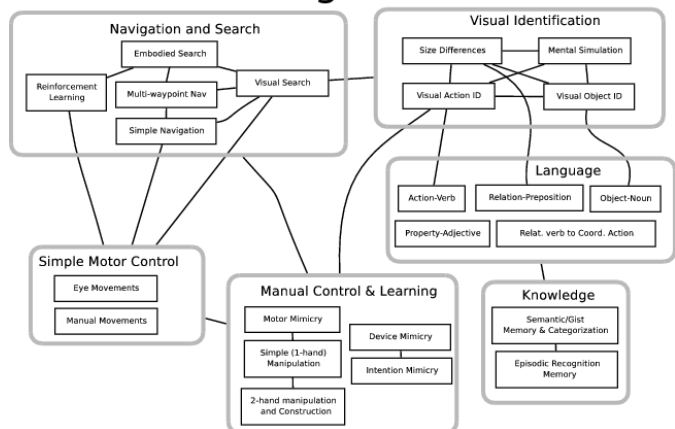 Navigation and Search
Embodied Search
Reinforcement
Learning
Multi-waypoint Nav
Visual Search
Simple Navigation
Visual Identification
Size Differences
Mental Simulation
Visual Action ID
Visual Object ID
Language
Action-Verb
Relation-Preposition
Object-Noun
Property-Adjective
Relat. verb to Coord. Action
Simple Motor Control
Eye Movements
Manual Movements
Manual Control & Learning
Motor Mimicry
Simple (1-hand)
Manipulation
2-hand manipulation
and Construction
Device Mimicry
Intention Mimicry
Knowledge
Semantic/Gist
Memory & Categorization
Episodic Recognition
Memory